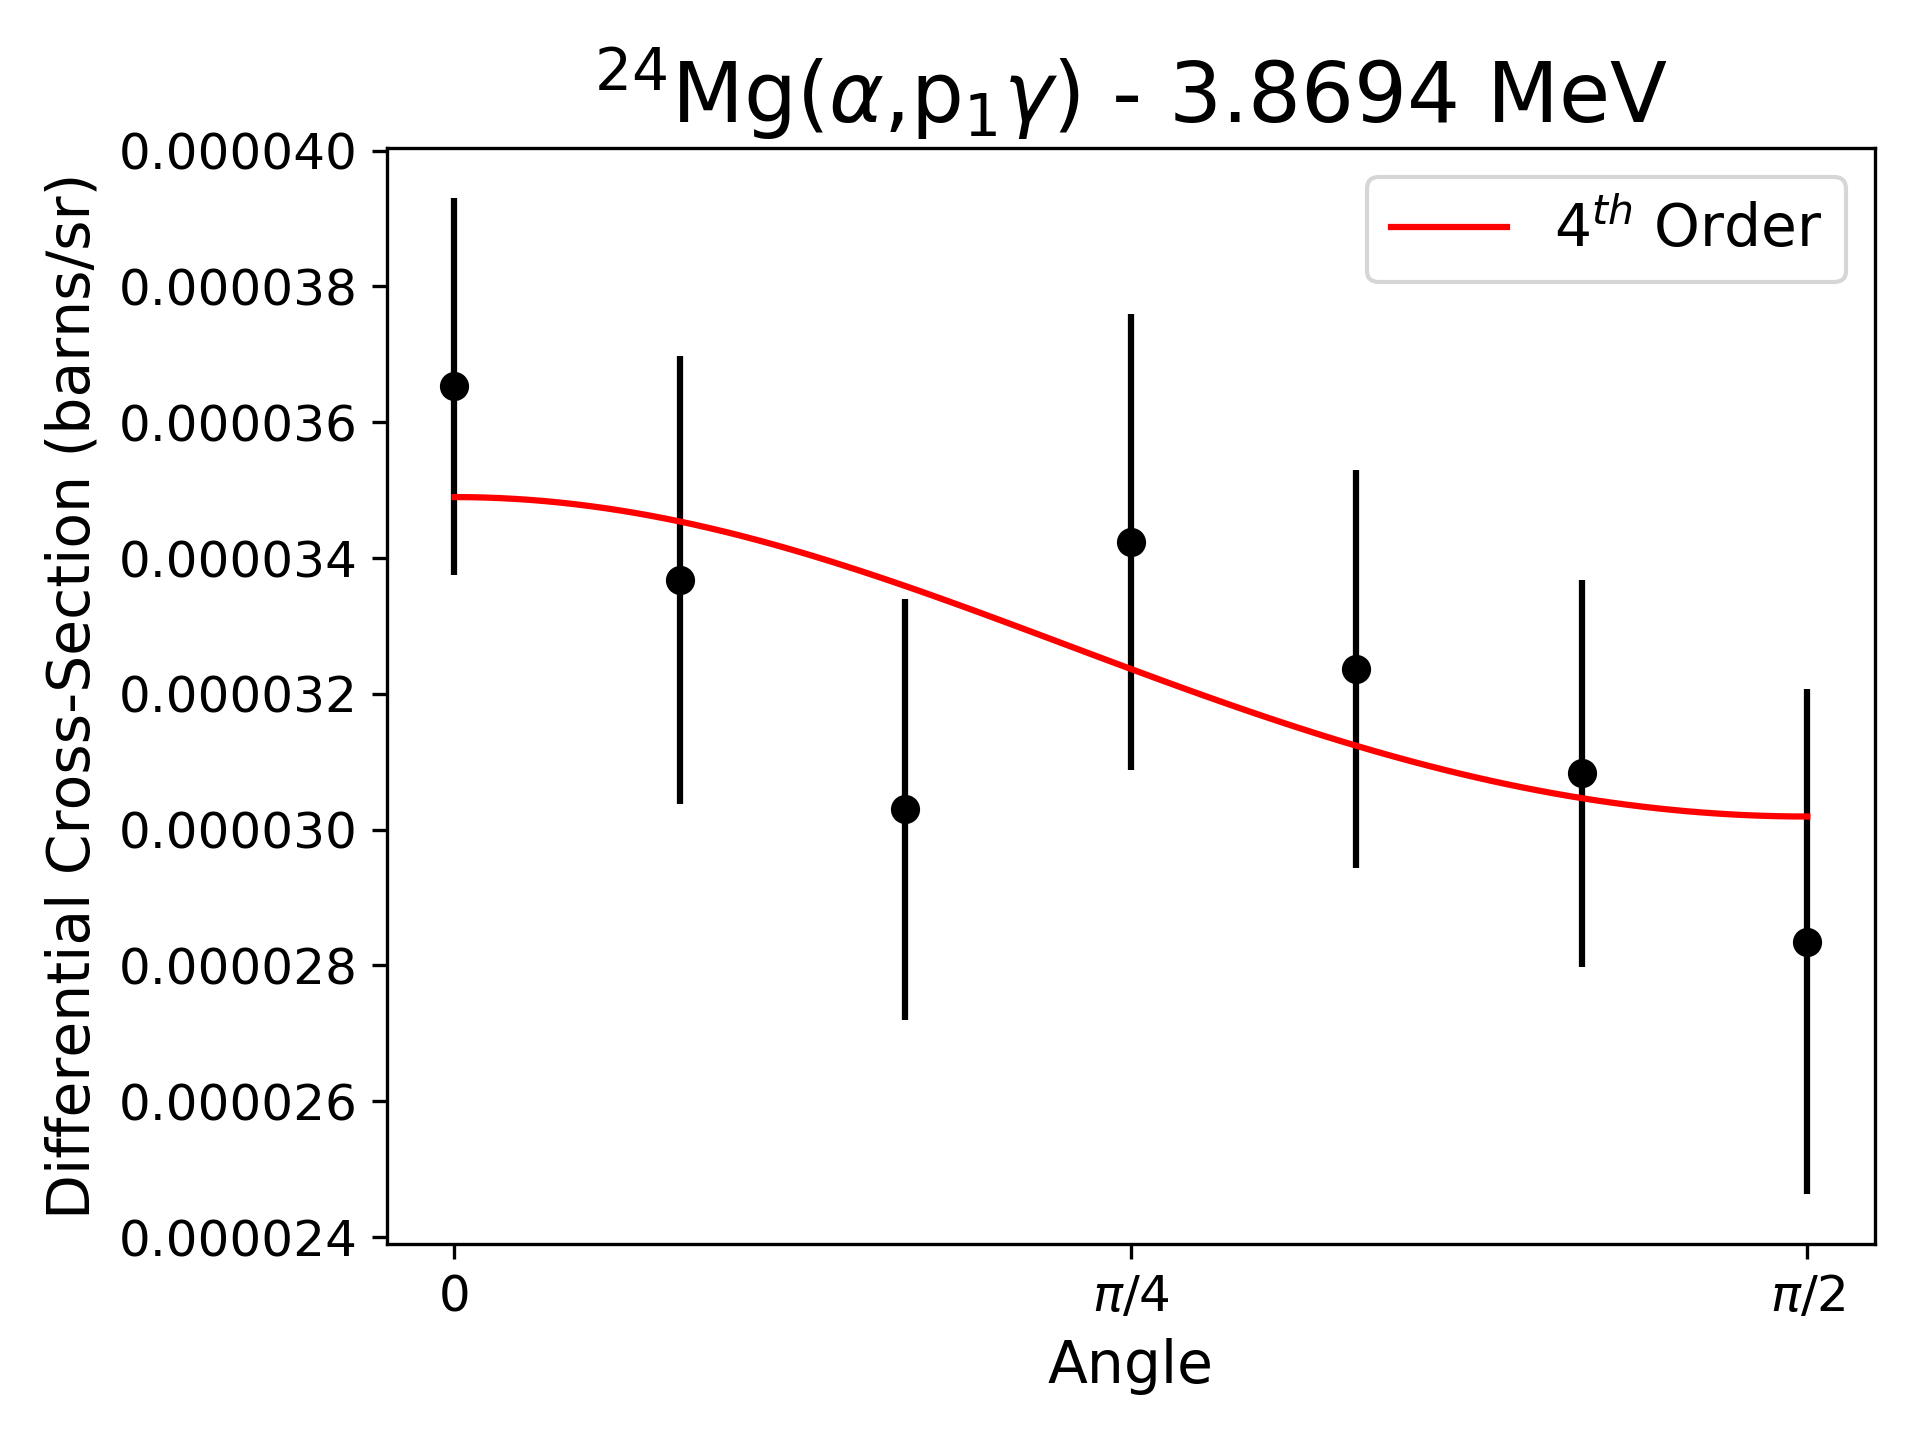 ²⁴Mg(α,p₁γ) - 3.8694 MeV
4ᵗʰ Order
Differential Cross-Section (barns/sr)
0.000040
0.000038
0.000036
0.000034
0.000032
0.000030
0.000028
0.000026
0.000024
0 π/4 π/2
Angle